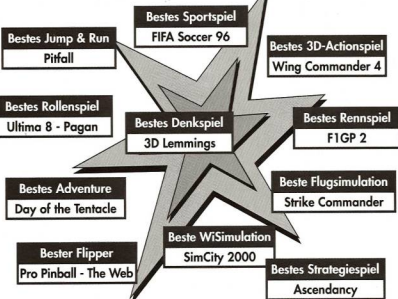 Bestes Sportspiel
FIFA Soccer 96
Bestes Jump & Run
Pitfall
Bestes 3D-Actionspiel
Wing Commander 4
Bestes Rollenspiel
Ultima 8 - Pagan
Bestes Denkspiel
3D Lemmings
Bestes Rennspiel
F1GP 2
Bestes Adventure
Day of the Tentacle
Beste Flugsimulation
Strike Commander
Bester Flipper
Pro Pinball - The Web
Beste WiSimulation
SimCity 2000
Bestes Strategiespiel
Ascendancy